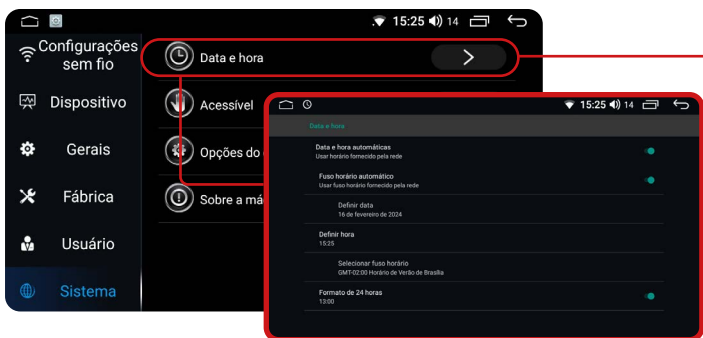 15:25 14
Configurações
sem fio
Dispositivo
Gerais
Fábrica
Usuário
Sistema
Data e hora
Acessível
Opções do
Sobre a má
15:25 14
Data e hora
Data e hora automáticas
Usar horário fornecido pela rede
Fuso horário automático
Usar fuso horário fornecido pela rede
Definir data
16 de fevereiro de 2024
Definir hora
15:25
Selecionar fuso horário
GMT-02:00 Horário de Verão de Brasília
Formato de 24 horas
13:00